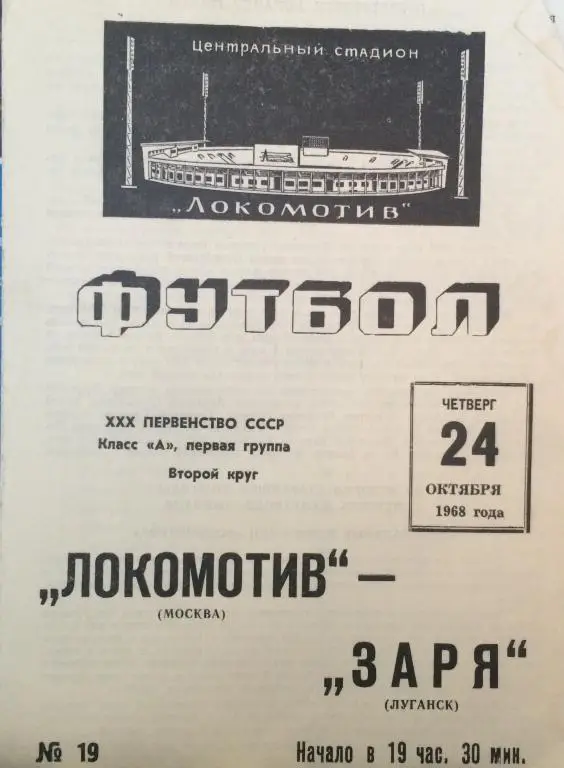 Центральный стадион
„Локомотив"
ФУТБОЛ
XXX ПЕРВЕНСТВО СССР
Класс «А», первая группа
Второй круг
ЧЕТВЕРГ
24
ОКТЯБРЯ
1968 года
„ЛОКОМОТИВ“ —
(МОСКВА)
„ЗАРЯ“
(ЛУГАНСК)
№ 19
Начало в 19 час. 30 мин.